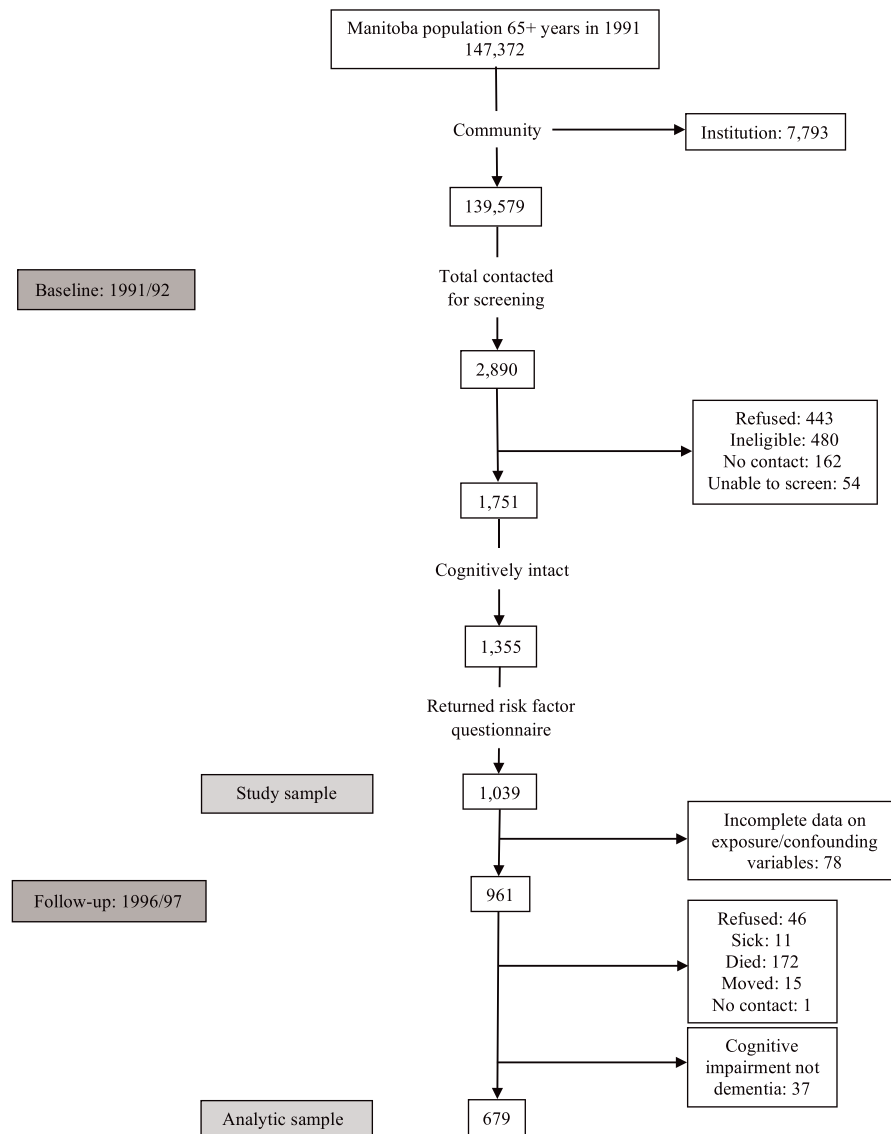 Manitoba population 65+ years in 1991
147,372
Community
Institution: 7,793
139,579
Total contacted
for screening
Baseline: 1991/92
2,890
Refused: 443
Ineligible: 480
No contact: 162
Unable to screen: 54
1,751
Cognitively intact
1,355
Returned risk factor
questionnaire
Study sample
1,039
Incomplete data on
exposure/confounding
variables: 78
Follow-up: 1996/97
961
Refused: 46
Sick: 11
Died: 172
Moved: 15
No contact: 1
Cognitive
impairment not
dementia: 37
Analytic sample
679